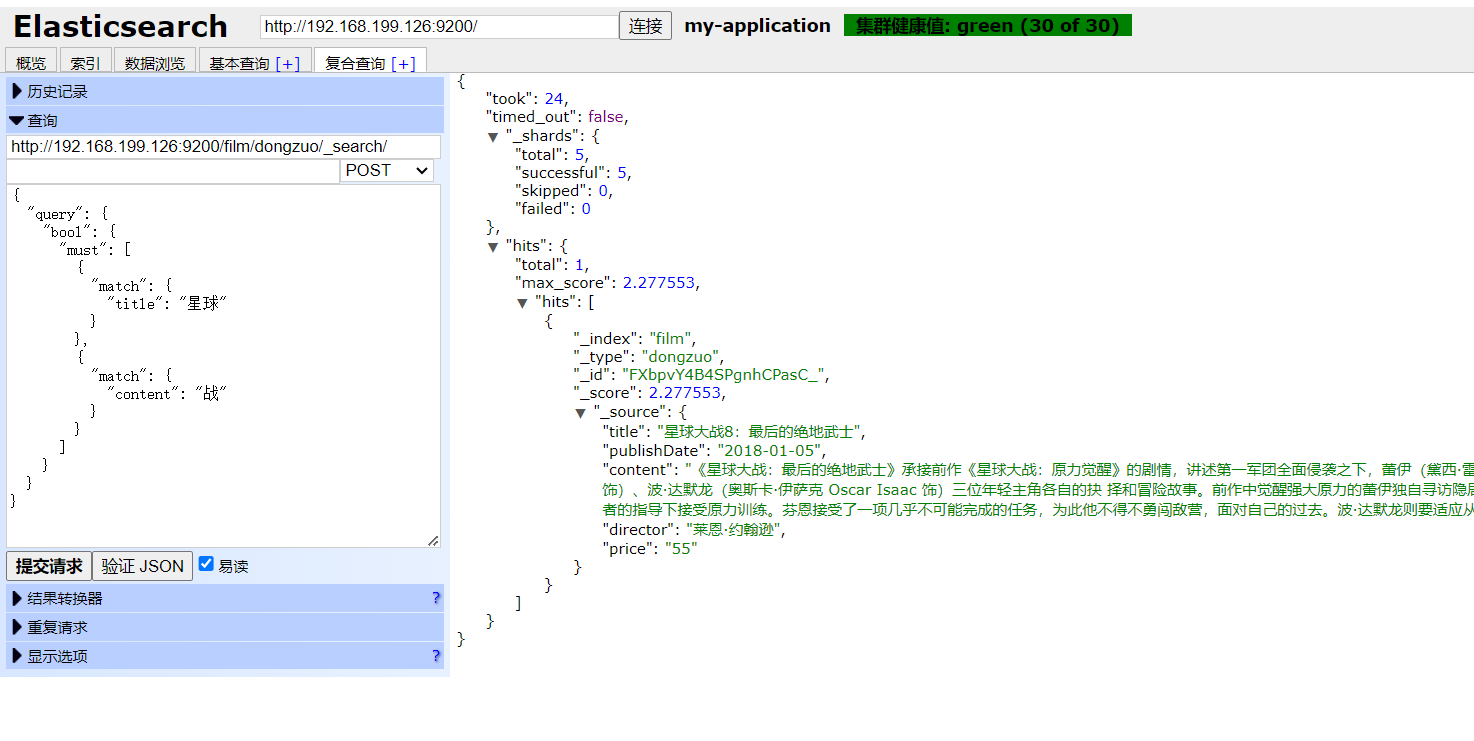 Elasticsearch
http://192.168.199.126:9200/
连接
my-application
集群健康值: green (30 of 30)
概览
索引
数据浏览
基本查询 [+]
复合查询 [+]
历史记录
查询
http://192.168.199.126:9200/film/dongzuo/_search/
POST
{
"query": {
"bool": {
"must": [
{
"match": {
"title": "星球"
}
},
{
"match": {
"content": "战"
}
}
]
}
}
}
提交请求
验证 JSON
易读
结果转换器 ?
重复请求
显示选项 ?
{
"took": 24,
"timed_out": false,
▼ "_shards": {
"total": 5,
"successful": 5,
"skipped": 0,
"failed": 0
},
▼ "hits": {
"total": 1,
"max_score": 2.277553,
▼ "hits": [
{
"_index": "film",
"_type": "dongzuo",
"_id": "FXbpvY4B4SPgnhCPasC_",
"_score": 2.277553,
▼ "_source": {
"title": "星球大战8：最后的绝地武士",
"publishDate": "2018-01-05",
"content": "《星球大战：最后的绝地武士》承接前作《星球大战：原力觉醒》的剧情，讲述第一军团全面侵袭之下，蕾伊（黛西·雷
饰）、波·达默龙（奥斯卡·伊萨克 Oscar Isaac 饰）三位年轻主角各自的抉 择和冒险故事。前作中觉醒强大原力的蕾伊独自寻访隐居
者的指导下接受原力训练。芬恩接受了一项几乎不可能完成的任务，为此他不得不勇闯敌营，面对自己的过去。波·达默龙则要适应从
"director": "莱恩·约翰逊",
"price": "55"
}
}
]
}
}